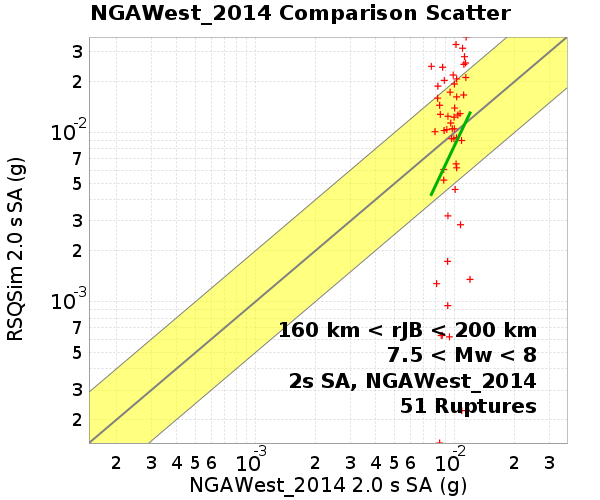 NGAWest_2014 Comparison Scatter
RSQSim 2.0 s SA (g)
3
2
10-2
7
5
3
2
10-3
7
5
3
2
160 km < rJB < 200 km
7.5 < Mw < 8
2s SA, NGAWest_2014
51 Ruptures
2 3 4 5 6 10-3 2 3 4 5 6 10-2 2 3
NGAWest_2014 2.0 s SA (g)